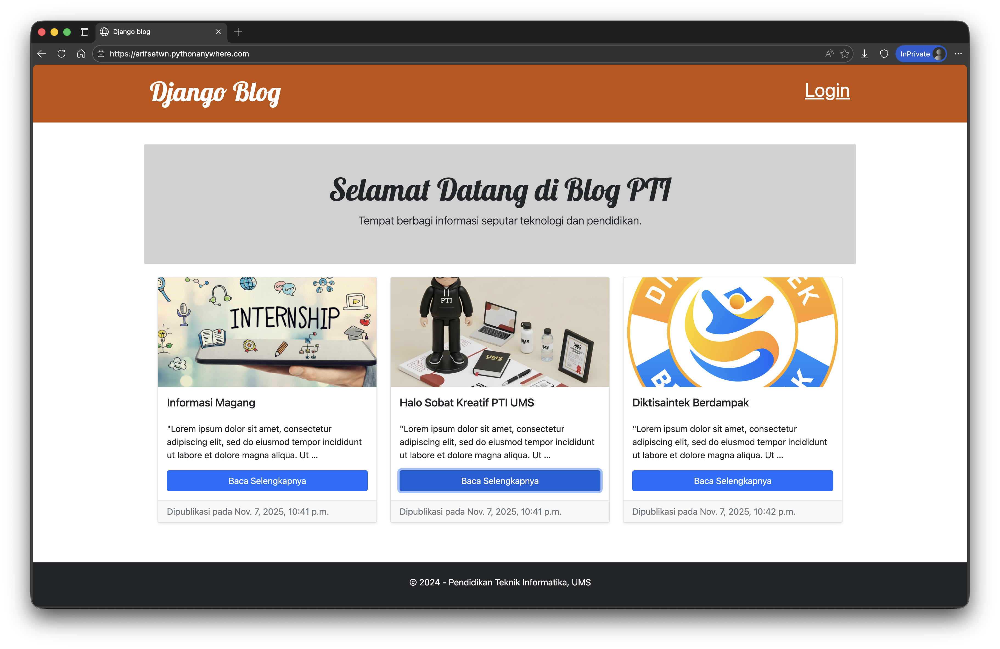 Django blog
https://arifsetwn.pythonanywhere.com
InPrivate
Django Blog
Login
Selamat Datang di Blog PTI
Tempat berbagi informasi seputar teknologi dan pendidikan.
INTERNSHIP
PTI
UMS
UMS
UMS
UMS
Informasi Magang
"Lorem ipsum dolor sit amet, consectetur
adipiscing elit, sed do eiusmod tempor incididunt
ut labore et dolore magna aliqua. Ut ...
Baca Selengkapnya
Dipublikasi pada Nov. 7, 2025, 10:41 p.m.
Halo Sobat Kreatif PTI UMS
"Lorem ipsum dolor sit amet, consectetur
adipiscing elit, sed do eiusmod tempor incididunt
ut labore et dolore magna aliqua. Ut ...
Baca Selengkapnya
Dipublikasi pada Nov. 7, 2025, 10:41 p.m.
Diktisaintek Berdampak
"Lorem ipsum dolor sit amet, consectetur
adipiscing elit, sed do eiusmod tempor incididunt
ut labore et dolore magna aliqua. Ut ...
Baca Selengkapnya
Dipublikasi pada Nov. 7, 2025, 10:42 p.m.
© 2024 - Pendidikan Teknik Informatika, UMS